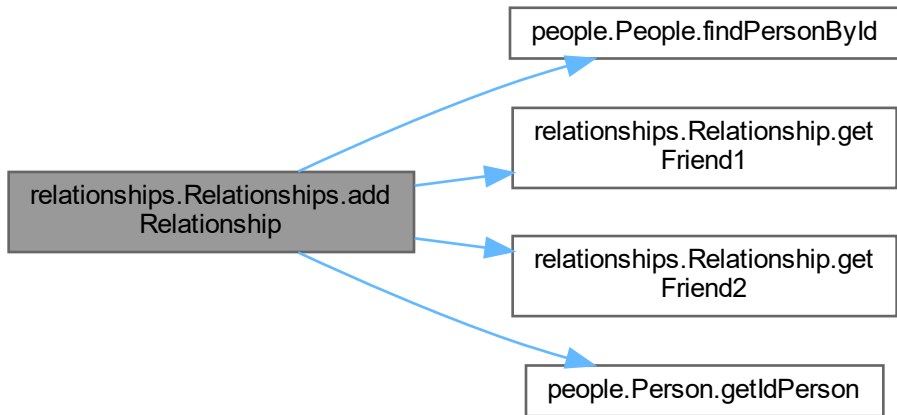 people.People.findPersonById
relationships.Relationship.get
Friend1
relationships.Relationships.add
Relationship
relationships.Relationship.get
Friend2
people.Person.getIdPerson